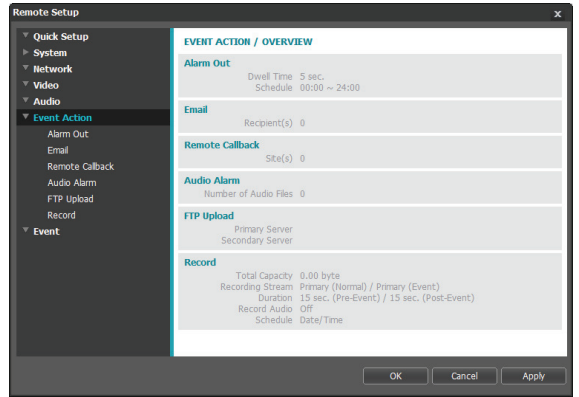 Remote Setup
x
Quick Setup
System
Network
Video
Audio
Event Action
Alarm Out
Email
Remote Callback
Audio Alarm
FTP Upload
Record
Event
EVENT ACTION / OVERVIEW
Alarm Out
Dwell Time 5 sec.
Schedule 00:00 ~ 24:00
Email
Recipient(s) 0
Remote Callback
Site(s) 0
Audio Alarm
Number of Audio Files 0
FTP Upload
Primary Server
Secondary Server
Record
Total Capacity 0.00 byte
Recording Stream Primary (Normal) / Primary (Event)
Duration 15 sec. (Pre-Event) / 15 sec. (Post-Event)
Record Audio Off
Schedule Date/Time
OK Cancel Apply